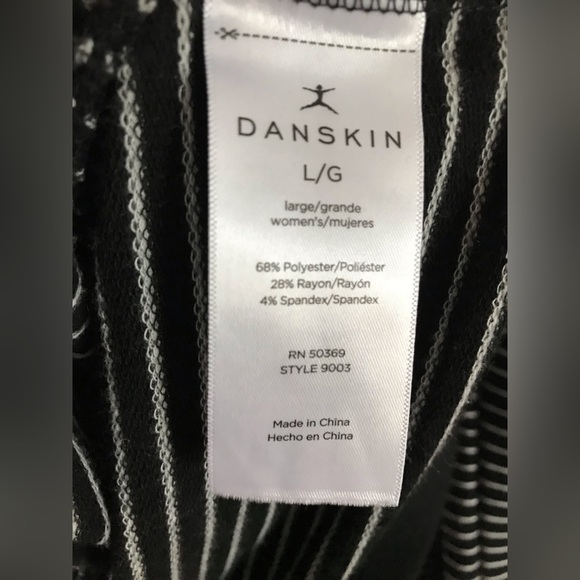 DANSKIN
L/G
large/grande
women's/mujeres
68% Polyester/Poliéster
28% Rayon/Rayón
4% Spandex/Spandex
RN 50369
STYLE 9003
Made in China
Hecho en China